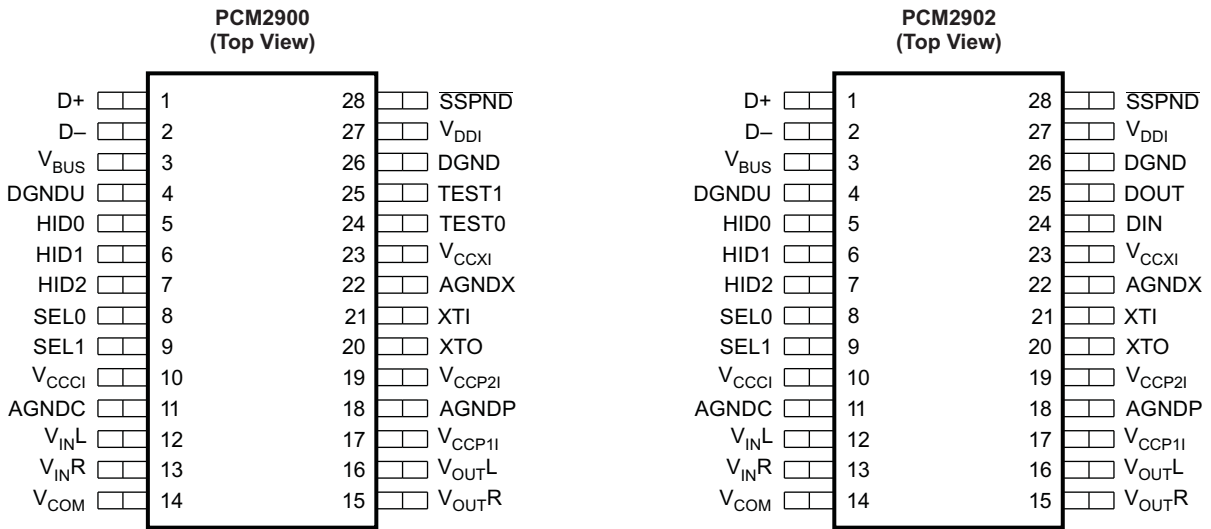 PCM2900
(Top View)
D+ 1 28 SSPND
D– 2 27 VDDI
VBUS 3 26 DGND
DGNDU 4 25 TEST1
HID0 5 24 TEST0
HID1 6 23 VCCXI
HID2 7 22 AGNDX
SEL0 8 21 XTI
SEL1 9 20 XTO
VCCCI 10 19 VCCP2I
AGNDC 11 18 AGNDP
VINL 12 17 VCCP1I
VINR 13 16 VOUTL
VCOM 14 15 VOUTR
PCM2902
(Top View)
D+ 1 28 SSPND
D– 2 27 VDDI
VBUS 3 26 DGND
DGNDU 4 25 DOUT
HID0 5 24 DIN
HID1 6 23 VCCXI
HID2 7 22 AGNDX
SEL0 8 21 XTI
SEL1 9 20 XTO
VCCCI 10 19 VCCP2I
AGNDC 11 18 AGNDP
VINL 12 17 VCCP1I
VINR 13 16 VOUTL
VCOM 14 15 VOUTR